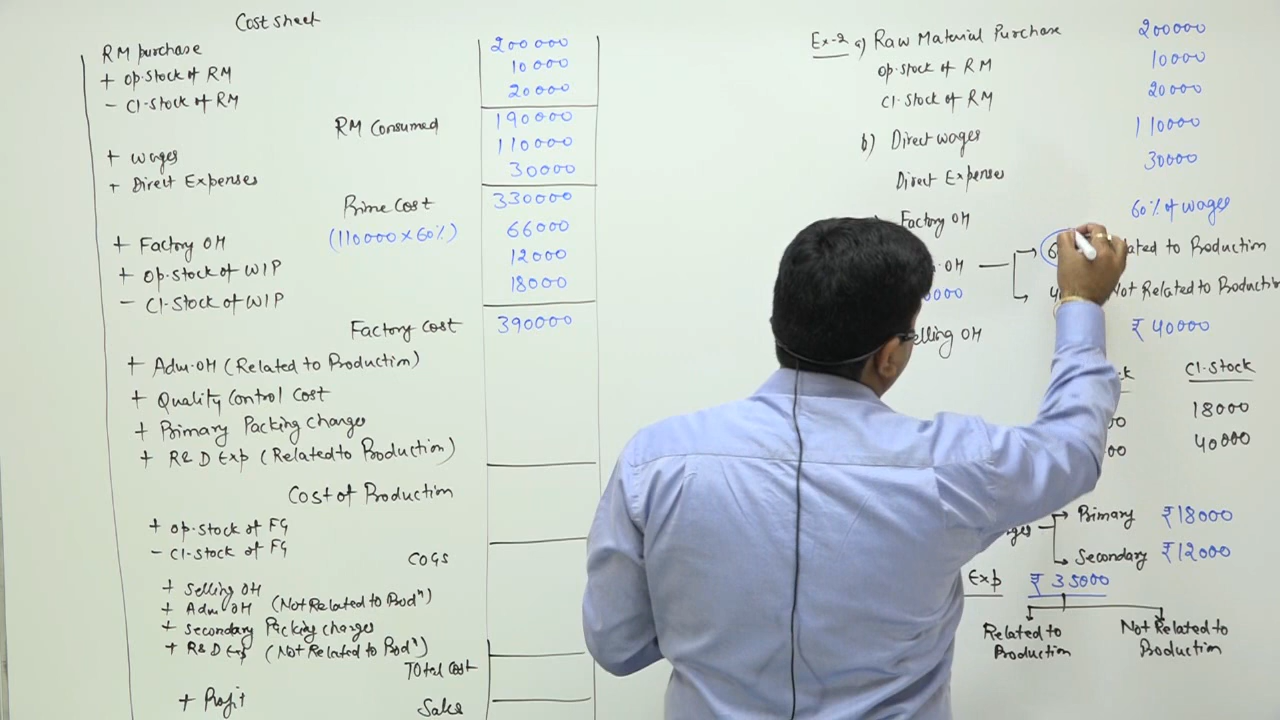 Cost sheet
RM purchase 200000
+ Op.Stock of RM 10000
- Cl-Stock of RM 20000
RM Consumed 190000
+ Wages 110000
+ Direct Expenses 30000
Prime Cost 330000
+ Factory OH (110000 x 60%) 66000
+ Op.Stock of WIP 12000
- Cl-Stock of WIP 18000
Factory Cost 390000
+ Adm.OH (Related to Production)
+ Quality Control Cost
+ Primary Packing Charges
+ R&D Exp (Related to Production)
Cost of Production
+ Op.Stock of FG
- Cl-Stock of FG
COGS
+ Selling OH
+ Adm. OH (Not Related to Prodⁿ)
+ Secondary Packing Charges
+ R&D Exp (Not Related to Prodⁿ)
Total Cost
+ Profit
Sales
Ex-2 a) Raw Material Purchase 200000
Op.Stock of RM 10000
Cl-Stock of RM 20000
b) Direct wages 110000
Direct Expenses 30000
Factory OH 60% of wages
OH Related to Production
Not Related to Production
Selling OH ₹ 40000
Cl-Stock
18000
40000
Primary ₹18000
Secondary ₹12000
Exp ₹ 35000
Related to Production
Not Related to Production